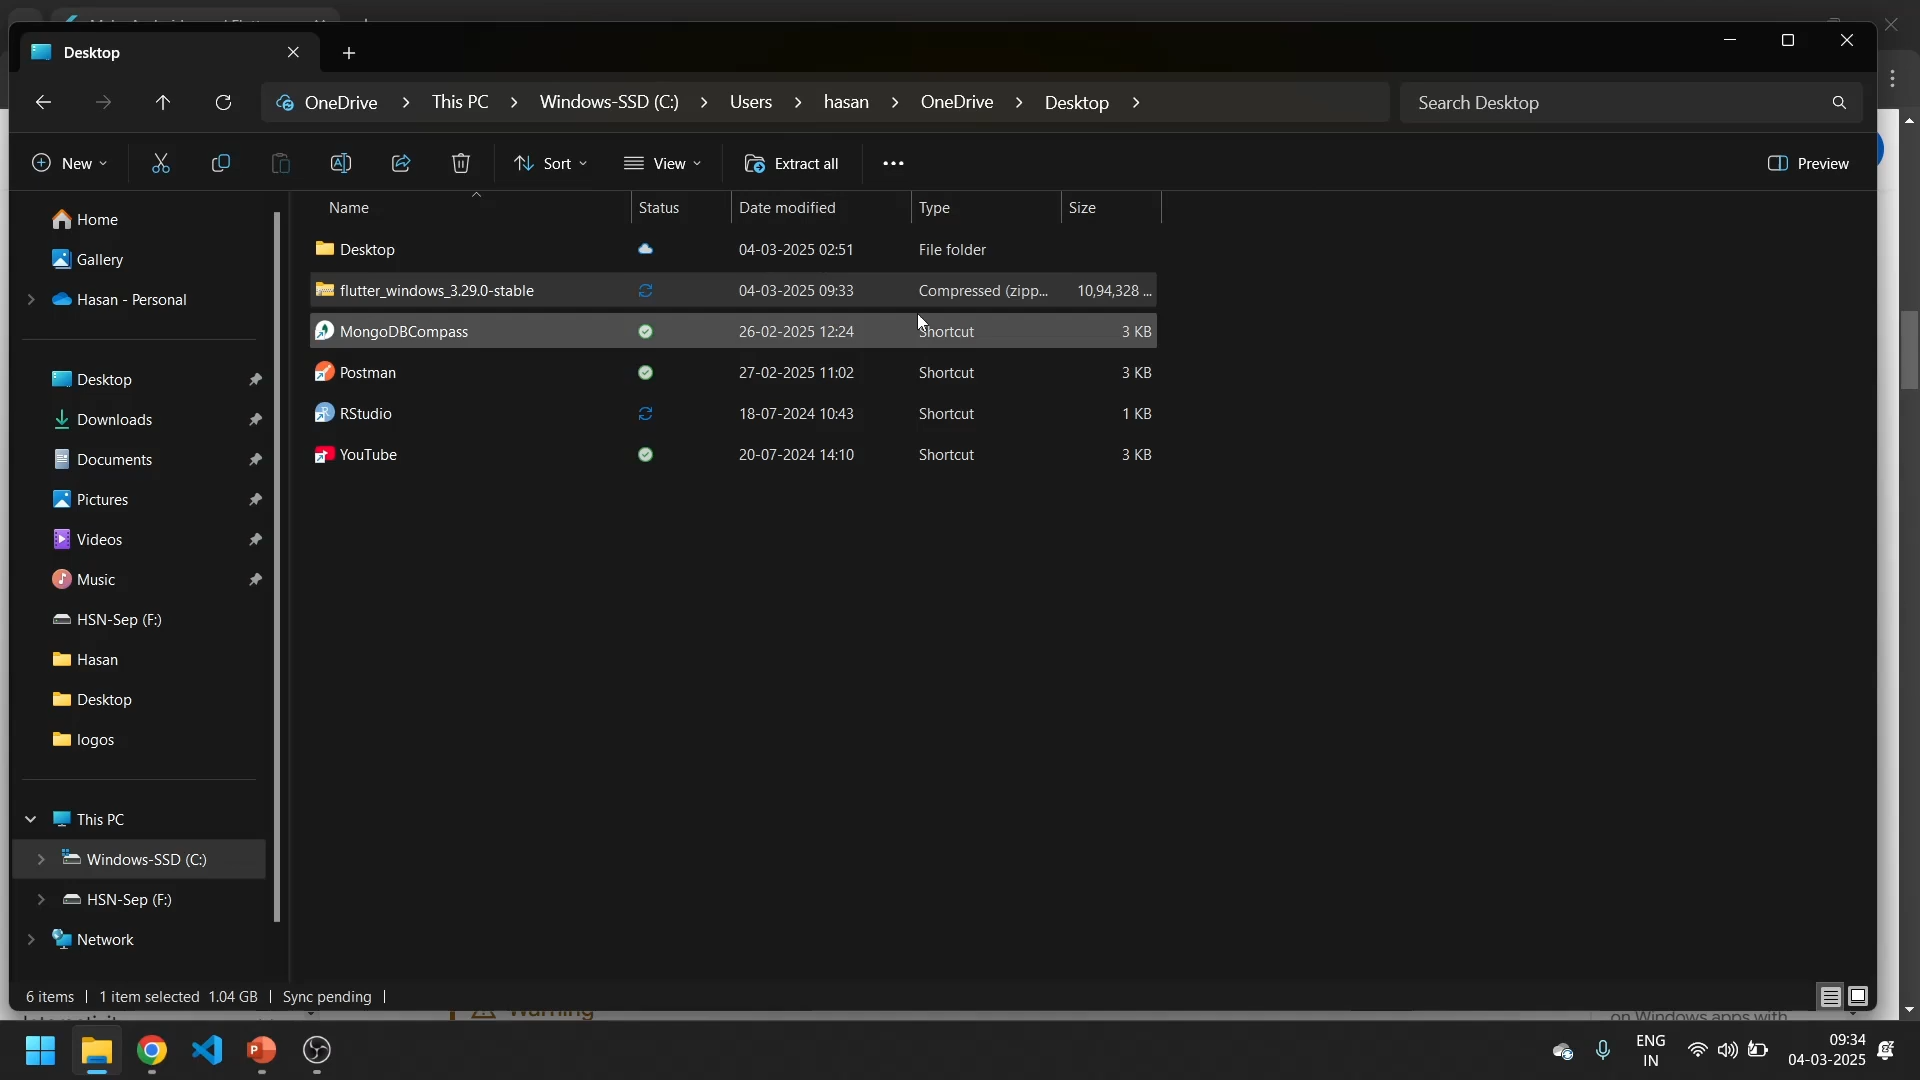 Desktop
OneDrive > This PC > Windows-SSD (C:) > Users > hasan > OneDrive > Desktop >
Search Desktop
New
Sort
View
Extract all
Preview
Name Status Date modified Type Size
Desktop 04-03-2025 02:51 File folder
flutter_windows_3.29.0-stable 04-03-2025 09:33 Compressed (zipp... 10,94,328 ...
MongoDBCompass 26-02-2025 12:24 Shortcut 3 KB
Postman 27-02-2025 11:02 Shortcut 3 KB
RStudio 18-07-2024 10:43 Shortcut 1 KB
YouTube 20-07-2024 14:10 Shortcut 3 KB
Home
Gallery
Hasan - Personal
Desktop
Downloads
Documents
Pictures
Videos
Music
HSN-Sep (F:)
Hasan
Desktop
logos
This PC
Windows-SSD (C:)
HSN-Sep (F:)
Network
6 items | 1 item selected 1.04 GB | Sync pending |
Warning
on Windows apps with
ENG
IN
09:34
04-03-2025